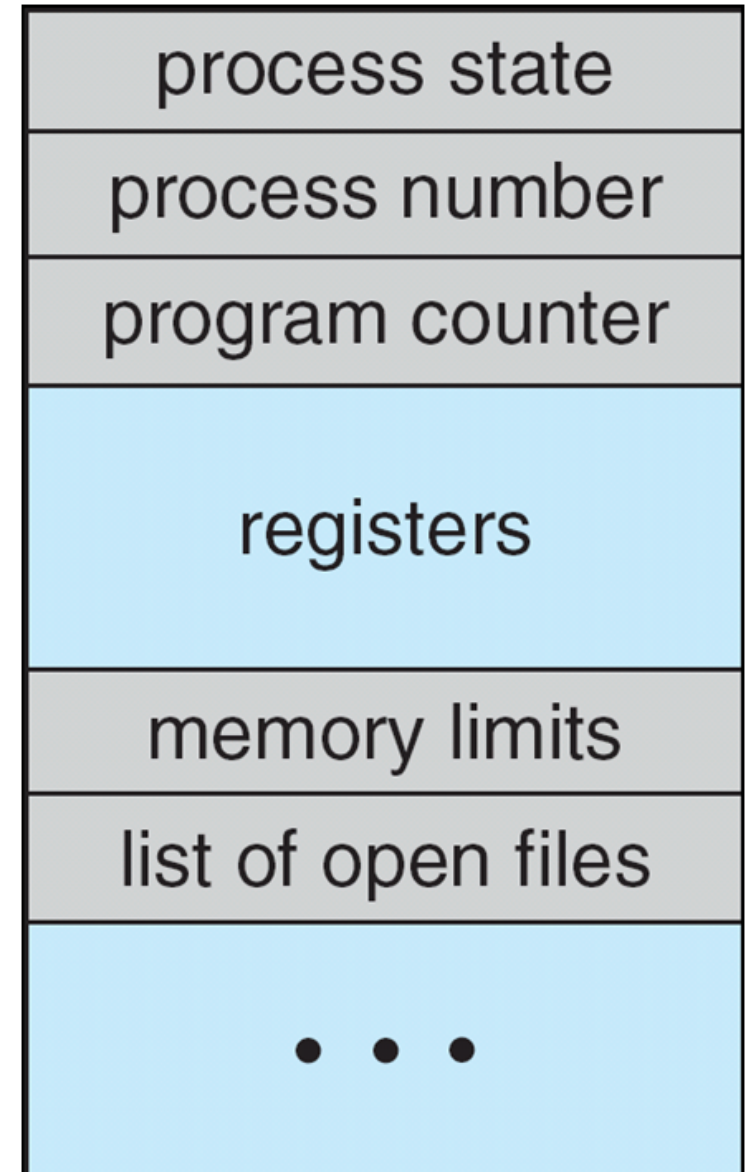 process state
process number
program counter
registers
memory limits
list of open files
• • •